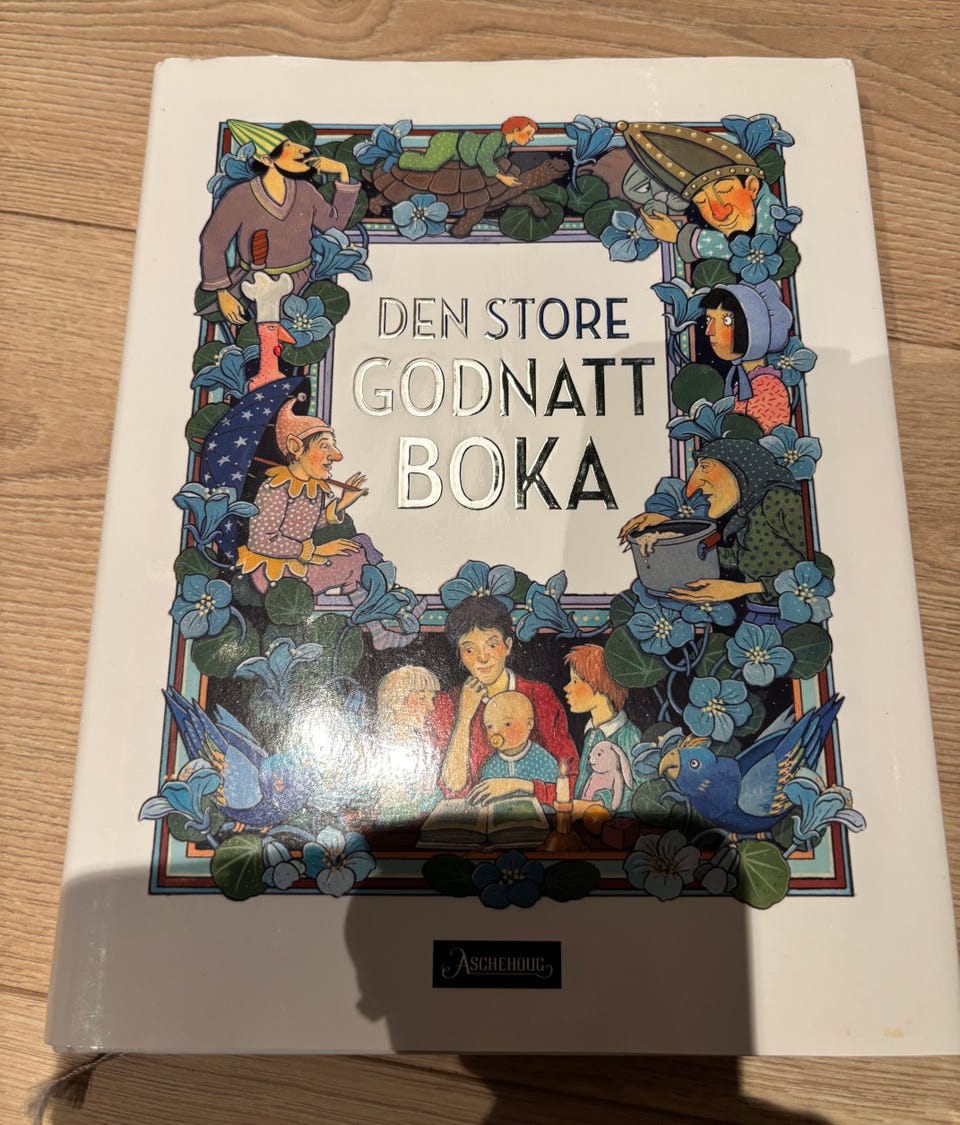 DEN STORE
GODNATT
BOKA
ASCHEHOUG